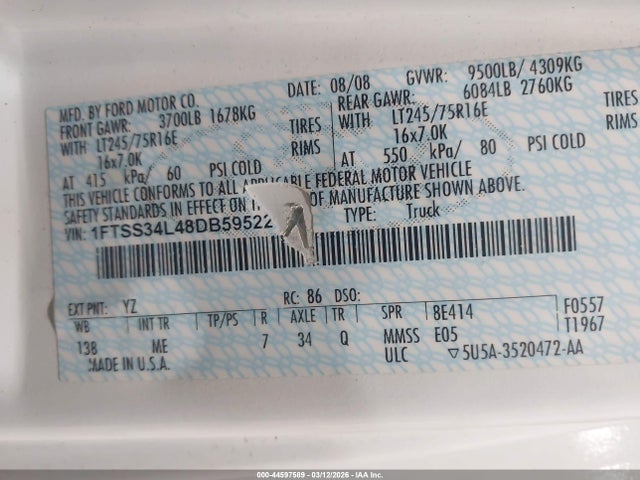 MFD. BY FORD MOTOR CO. DATE: 08/08 GVWR: 9500LB/ 4309KG
FRONT GAWR: 3700LB 1678KG REAR GAWR: 6084LB 2760KG
WITH LT245/75R16E TIRES WITH LT245/75R16E TIRES
16x7.0K RIMS 16x7.0K RIMS
AT 415 kPa/ 60 PSI COLD AT 550 kPa/ 80 PSI COLD
THIS VEHICLE CONFORMS TO ALL APPLICABLE FEDERAL MOTOR VEHICLE
SAFETY STANDARDS IN EFFECT ON OF MANUFACTURE SHOWN ABOVE.
VIN: 1FTSS34L48DB59522 TYPE: Truck
EXT PNT: YZ RC: 86 DSO:
WB INT TR TP/PS R AXLE TR SPR 8E414 F0557
138 ME 7 34 Q MMSS E05 T1967
MADE IN U.S.A. ULC ▽5U5A-3520472-AA
000-44597589 - 03/12/2026 - IAA Inc.